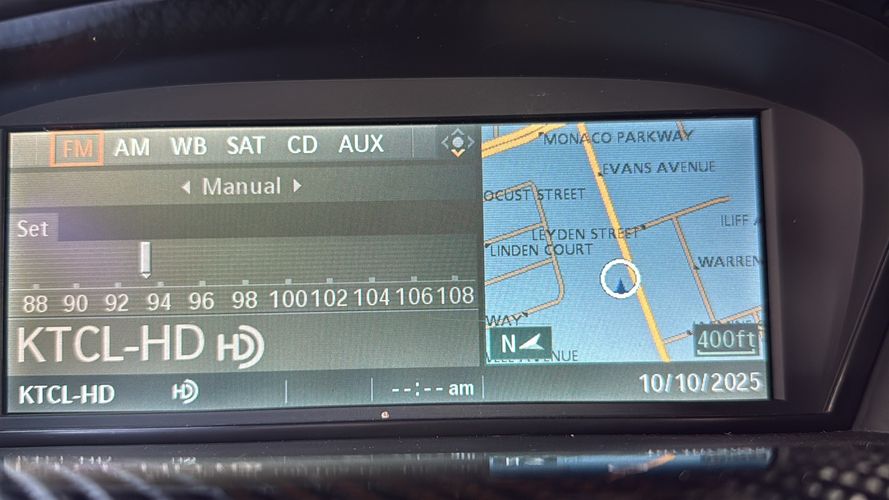 FM AM WB SAT CD AUX
Manual
Set
88 90 92 94 96 98 100 102 104 106 108
KTCL-HD HD
KTCL-HD HD --:-- am
MONACO PARKWAY
EVANS AVENUE
OCUST STREET
ILIFF
LEYDEN STREET
LINDEN COURT
WARREN
WAY
N
400ft
AVENUE
10/10/2025